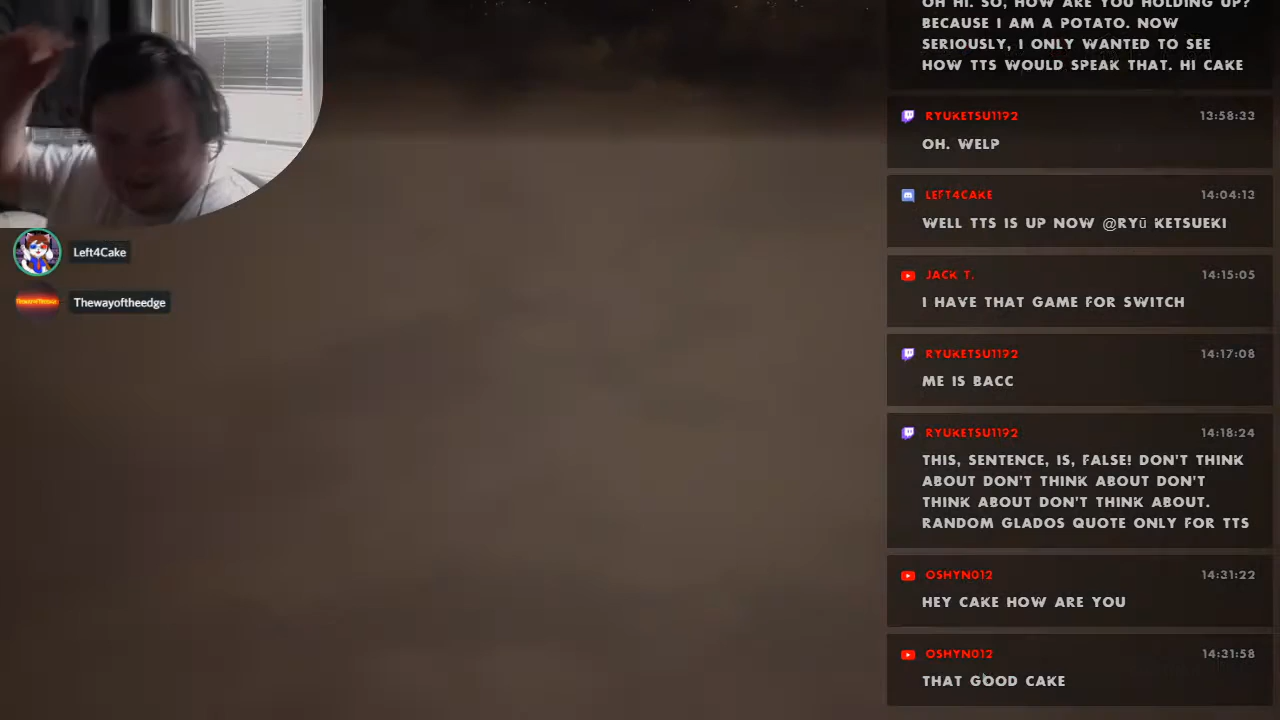 OH HI. SO, HOW ARE YOU HOLDING UP?
BECAUSE I AM A POTATO. NOW
SERIOUSLY, I ONLY WANTED TO SEE
HOW TTS WOULD SPEAK THAT. HI CAKE
RYUKETSU1192 13:58:33
OH. WELP
LEFT4CAKE 14:04:13
WELL TTS IS UP NOW @RYū KETSUEKI
JACK T. 14:15:05
I HAVE THAT GAME FOR SWITCH
RYUKETSU1192 14:17:08
ME IS BACC
RYUKETSU1192 14:18:24
THIS, SENTENCE, IS, FALSE! DON'T THINK
ABOUT DON'T THINK ABOUT DON'T
THINK ABOUT DON'T THINK ABOUT.
RANDOM GLADOS QUOTE ONLY FOR TTS
OSHYN012 14:31:22
HEY CAKE HOW ARE YOU
OSHYN012 14:31:58
THAT GOOD CAKE
Left4Cake
Thewayoftheedge